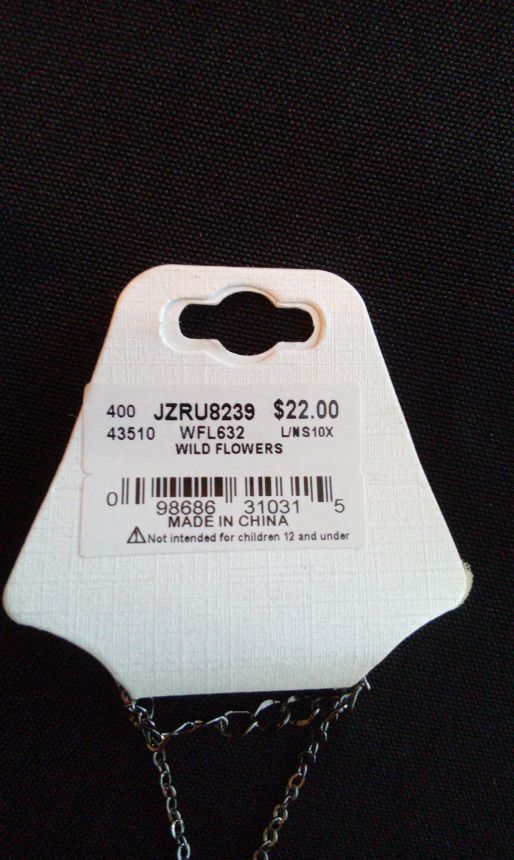 400 JZRU8239 $22.00
43510 WFL632 L/NS10X
WILD FLOWERS
0 98686 31031 5
MADE IN CHINA
Not intended for children 12 and under